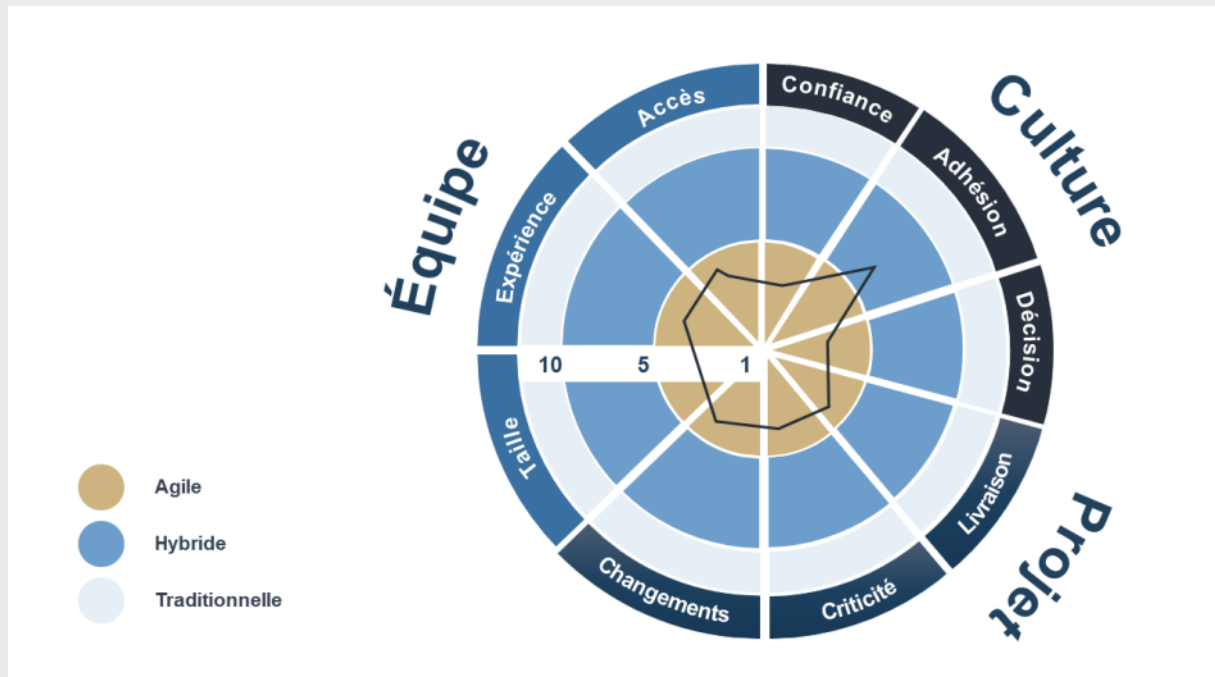 Équipe
Culture
Projet
Accès
Confiance
Adhésion
Décision
Livraison
Criticité
Changements
Taille
Expérience
10 5 1
Agile
Hybride
Traditionnelle